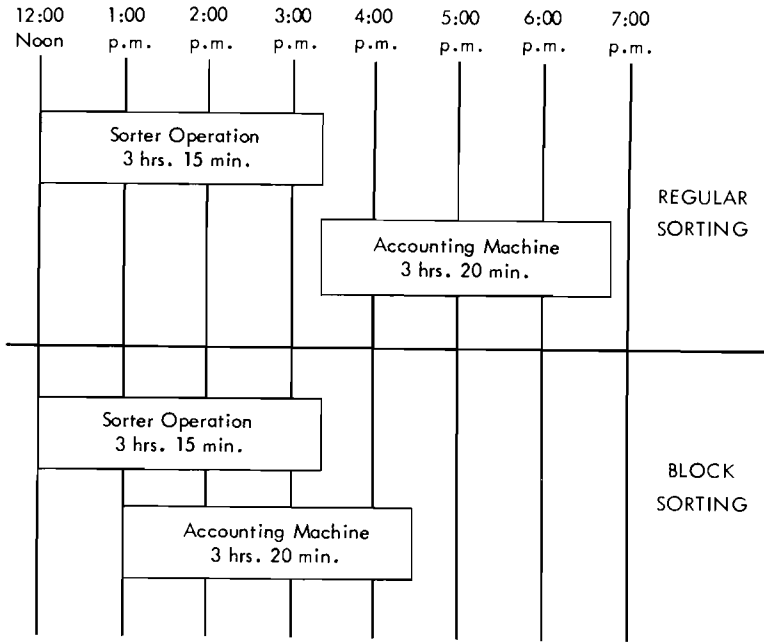 12:00 1:00 2:00 3:00 4:00 5:00 6:00 7:00
Noon p.m. p.m. p.m. p.m. p.m. p.m. p.m.
Sorter Operation
3 hrs. 15 min.
REGULAR
SORTING
Accounting Machine
3 hrs. 20 min.
Sorter Operation
3 hrs. 15 min.
BLOCK
SORTING
Accounting Machine
3 hrs. 20 min.